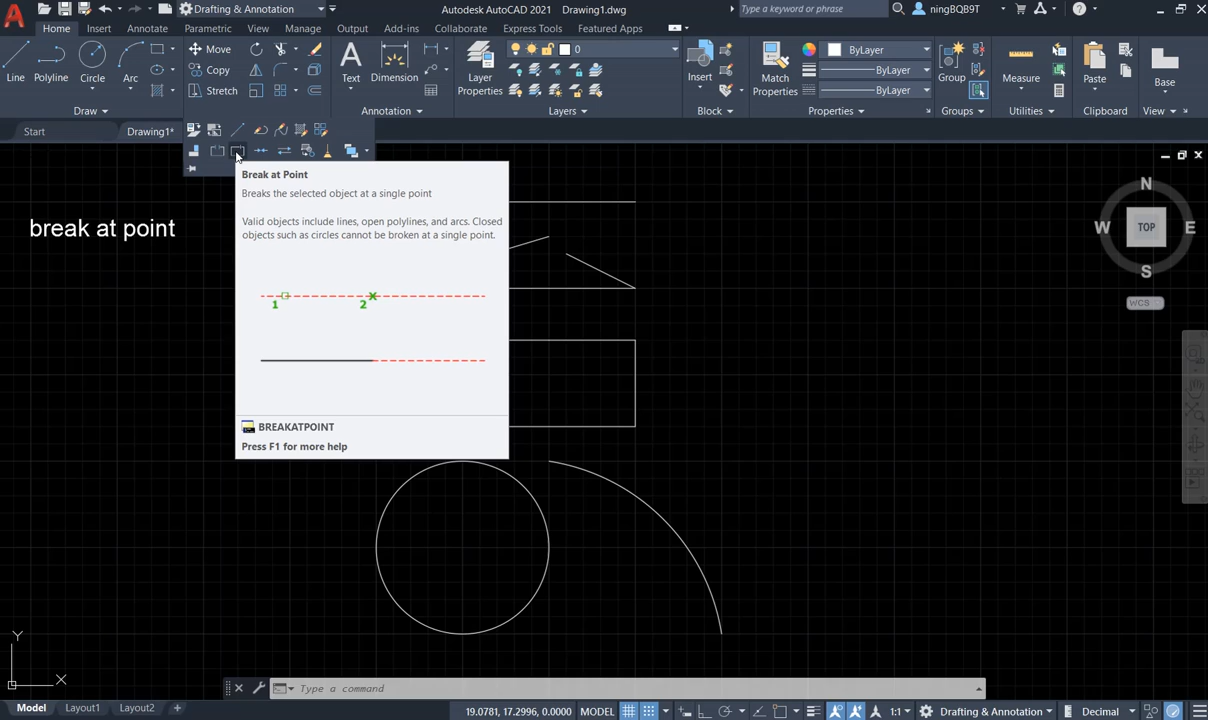 Drafting & Annotation
Autodesk AutoCAD 2021 Drawing1.dwg
Type a keyword or phrase
ningBQB9T
Home Insert Annotate Parametric View Manage Output Add-ins Collaborate Express Tools Featured Apps
Line Polyline Circle Arc
Move
Copy
Stretch
Text Dimension
Layer Properties
0
Insert
Match Properties
ByLayer
ByLayer
ByLayer
Group
Measure
Paste
Base
Draw
Annotation
Layers
Block
Properties
Groups
Utilities
Clipboard
View
Start
Drawing1*
break at point
Break at Point
Breaks the selected object at a single point
Valid objects include lines, open polylines, and arcs. Closed
objects such as circles cannot be broken at a single point.
1
2
BREAKATPOINT
Press F1 for more help
N
W TOP E
S
WCS
Y
X
Type a command
Model Layout1 Layout2
19.0781, 17.2996, 0.0000 MODEL
1:1
Drafting & Annotation
Decimal